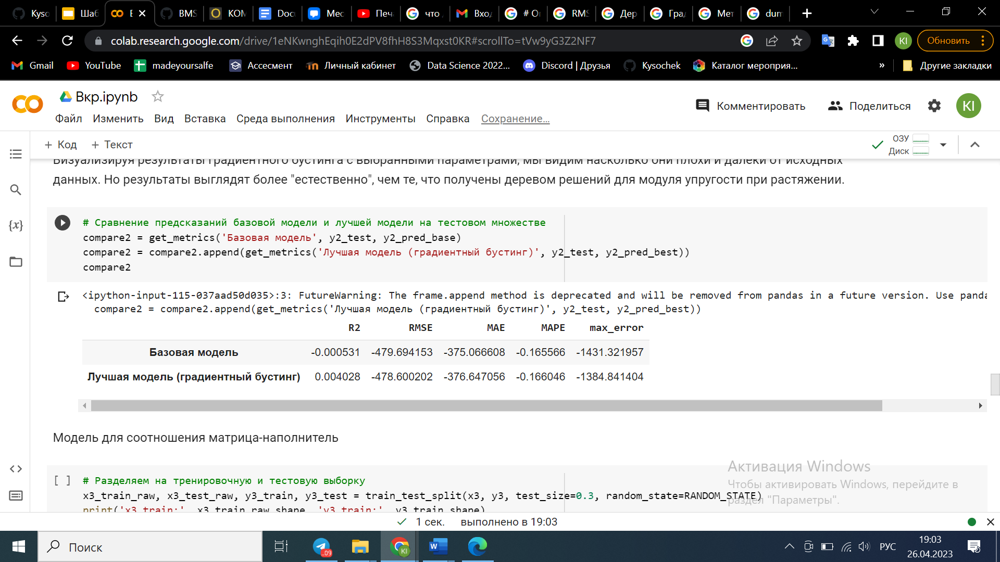 Kyso
Шаб
BMS
КОМ
Doc
Мес
Печ
что
Вхо
# О
RMS
Дер
Гра
Мет
dum
colab.research.google.com/drive/1eNKwnghEqih0E2dPV8fhH8S3Mqxst0KR#scrollTo=tVw9yG3Z2NF7
KI
Обновить
Gmail
YouTube
madeyoursalfe
Ассесмент
Личный кабинет
Data Science 2022...
Discord | Друзья
Kysochek
Каталог мероприя...
»
Другие закладки
Вкр.ipynb
Комментировать
Поделиться
KI
Файл Изменить Вид Вставка Среда выполнения Инструменты Справка Сохранение...
+ Код + Текст
ОЗУ
Диск
Визуализируя результаты градиентного бустинга с выбранными параметрами, мы видим насколько они плохи и далеки от исходных
данных. Но результаты выглядят более "естественно", чем те, что получены деревом решений для модуля упругости при растяжении.
# Сравнение предсказаний базовой модели и лучшей модели на тестовом множестве
compare2 = get_metrics('Базовая модель', y2_test, y2_pred_base)
compare2 = compare2.append(get_metrics('Лучшая модель (градиентный бустинг)', y2_test, y2_pred_best))
compare2
<ipython-input-115-037aad50d035>:3: FutureWarning: The frame.append method is deprecated and will be removed from pandas in a future version. Use panda
compare2 = compare2.append(get_metrics('Лучшая модель (градиентный бустинг)', y2_test, y2_pred_best))
R2 RMSE MAE MAPE max_error
Базовая модель -0.000531 -479.694153 -375.066608 -0.165566 -1431.321957
Лучшая модель (градиентный бустинг) 0.004028 -478.600202 -376.647056 -0.166046 -1384.841404
Модель для соотношения матрица-наполнитель
[ ] # Разделяем на тренировочную и тестовую выборку
x3_train_raw, x3_test_raw, y3_train, y3_test = train_test_split(x3, y3, test_size=0.3, random_state=RANDOM_STATE)
print('x3_train:', x3_train_raw.shape, 'y3_train:', y3_train.shape)
Активация Windows
Чтобы активировать Windows, перейдите в
раздел "Параметры".
1 сек. выполнено в 19:03
Поиск
..09
KI
РУС
19:03
26.04.2023